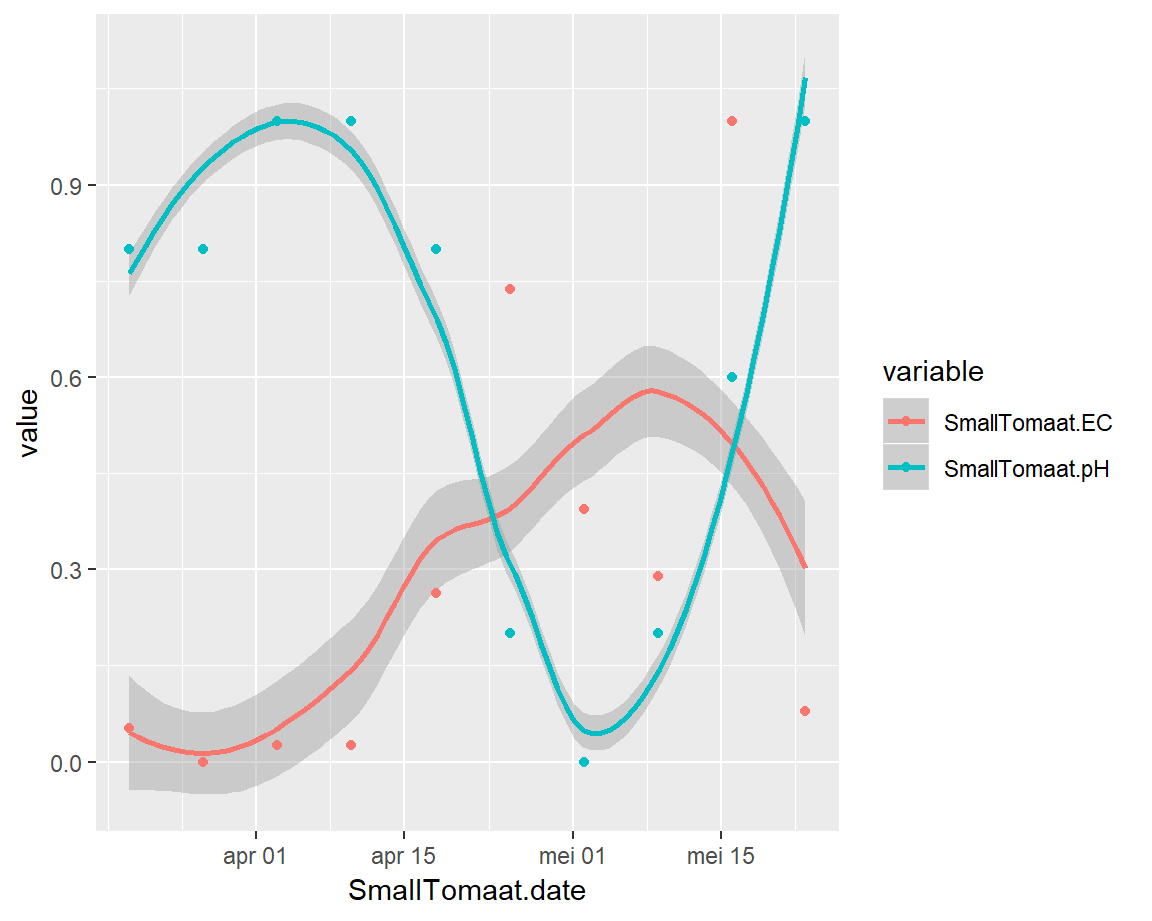 value
0.9
0.6
0.3
0.0
apr 01
apr 15
mei 01
mei 15
SmallTomaat.date
variable
SmallTomaat.EC
SmallTomaat.pH